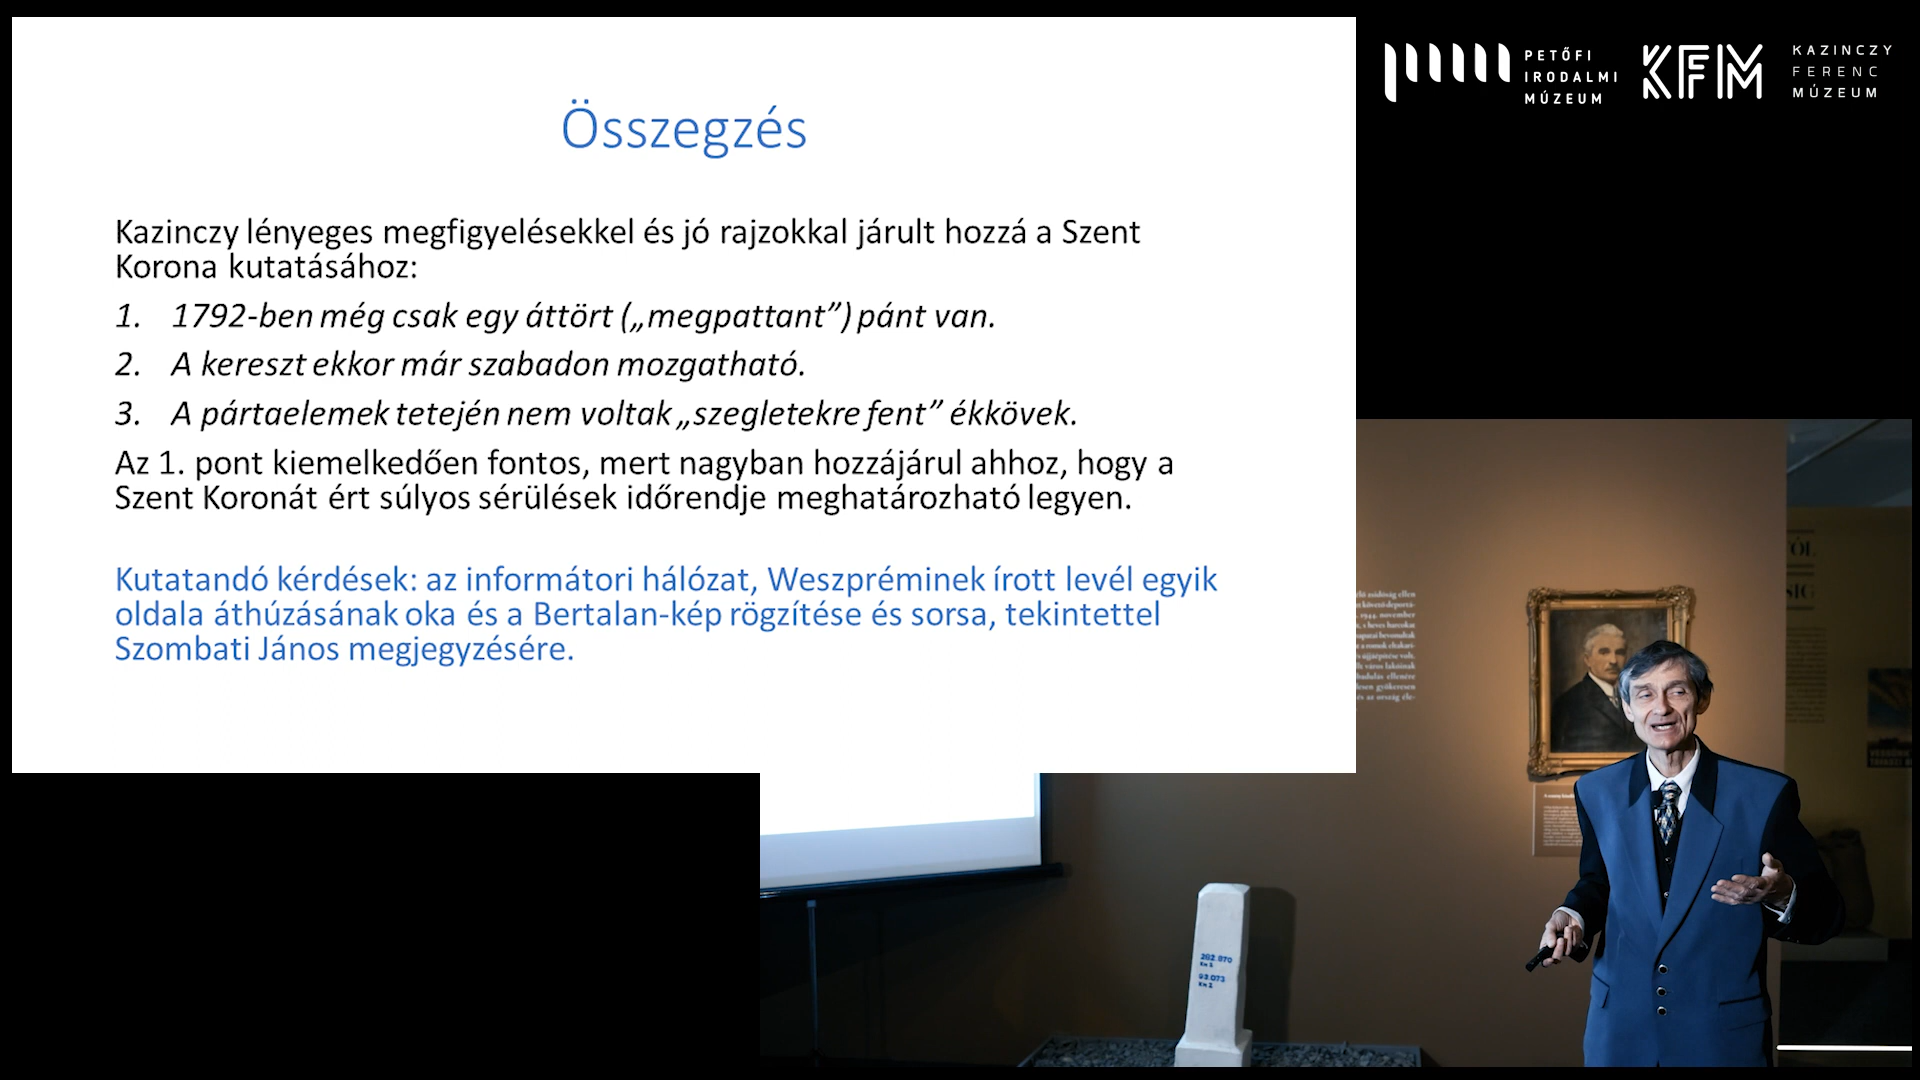 Összegzés
Kazinczy lényeges megfigyelésekkel és jó rajzokkal járult hozzá a Szent
Korona kutatásához:
1. 1792-ben még csak egy áttört („megpattant”) pánt van.
2. A kereszt ekkor már szabadon mozgatható.
3. A pártaelemek tetején nem voltak „szegletekre fent” ékkövek.
Az 1. pont kiemelkedően fontos, mert nagyban hozzájárul ahhoz, hogy a
Szent Koronát ért súlyos sérülések időrendje meghatározható legyen.
Kutatandó kérdések: az informátori hálózat, Weszpréminek írott levél egyik
oldala áthúzásának oka és a Bertalan-kép rögzítése és sorsa, tekintettel
Szombati János megjegyzésére.
PETŐFI
IRODALMI
MÚZEUM
KFM
KAZINCZY
FERENC
MÚZEUM